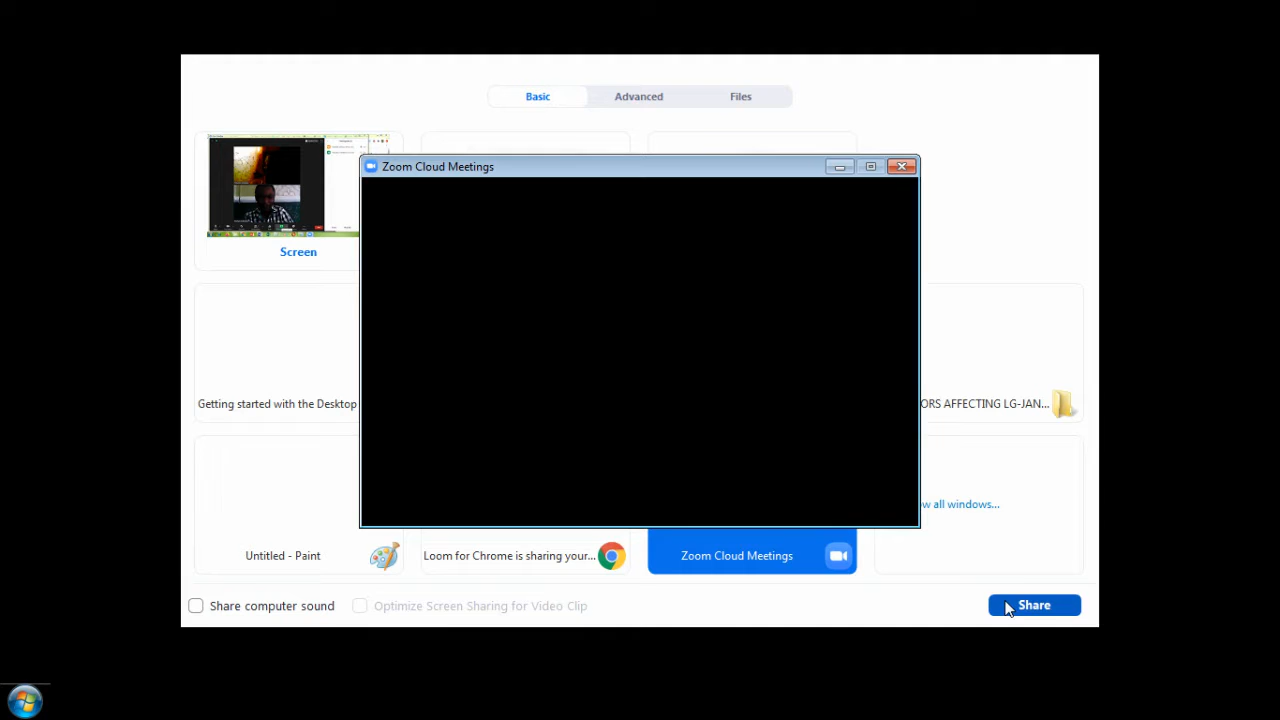 Basic Advanced Files
Zoom Cloud Meetings
Screen
Getting started with the Desktop
ORS AFFECTING LG-JAN...
w all windows...
Untitled - Paint
Loom for Chrome is sharing your...
Zoom Cloud Meetings
Share computer sound
Optimize Screen Sharing for Video Clip
Share